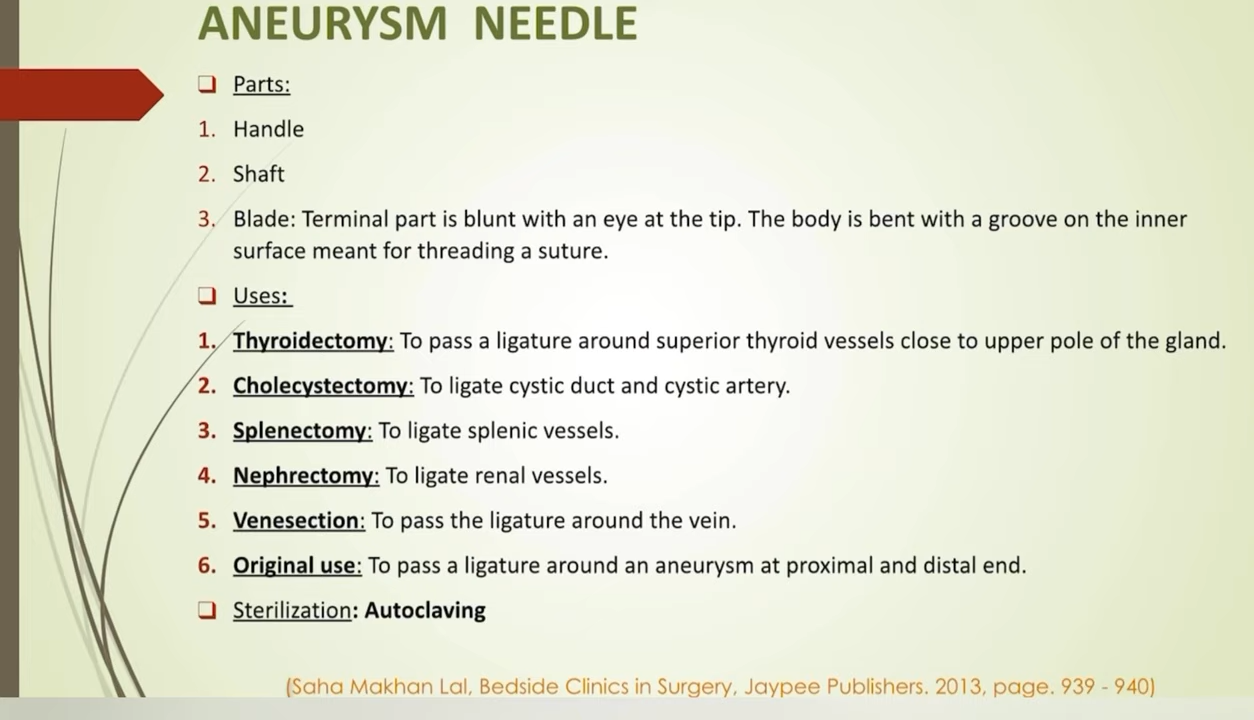 ANEURYSM NEEDLE
❑ Parts:
1. Handle
2. Shaft
3. Blade: Terminal part is blunt with an eye at the tip. The body is bent with a groove on the inner
surface meant for threading a suture.
❑ Uses:
1. Thyroidectomy: To pass a ligature around superior thyroid vessels close to upper pole of the gland.
2. Cholecystectomy: To ligate cystic duct and cystic artery.
3. Splenectomy: To ligate splenic vessels.
4. Nephrectomy: To ligate renal vessels.
5. Venesection: To pass the ligature around the vein.
6. Original use: To pass a ligature around an aneurysm at proximal and distal end.
❑ Sterilization: Autoclaving
(Saha Makhan Lal, Bedside Clinics in Surgery, Jaypee Publishers. 2013, page. 939 - 940)